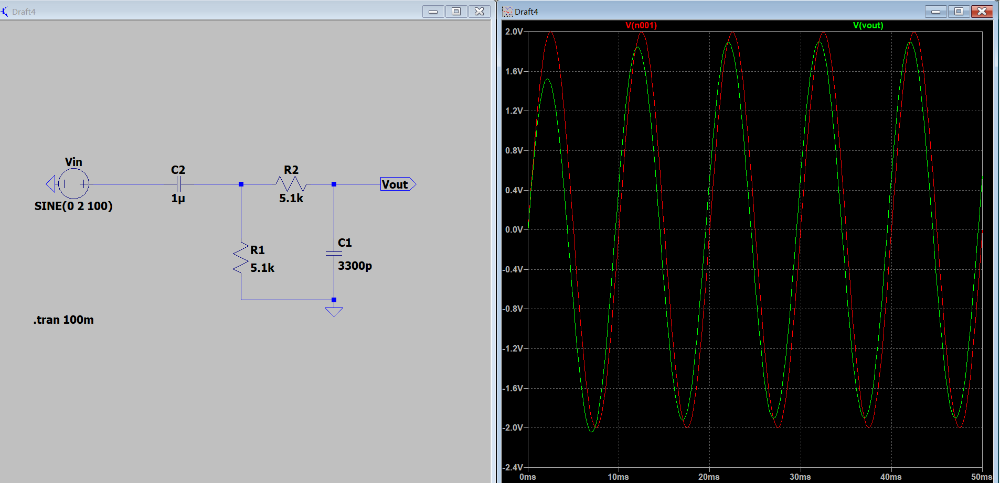 Draft4
Vin
SINE(0 2 100)
C2
1µ
R2
5.1k
Vout
R1
5.1k
C1
3300p
.tran 100m
Draft4
V(n001)
V(vout)
2.0V
1.6V
1.2V
0.8V
0.4V
0.0V
-0.4V
-0.8V
-1.2V
-1.6V
-2.0V
-2.4V
0ms 10ms 20ms 30ms 40ms 50ms